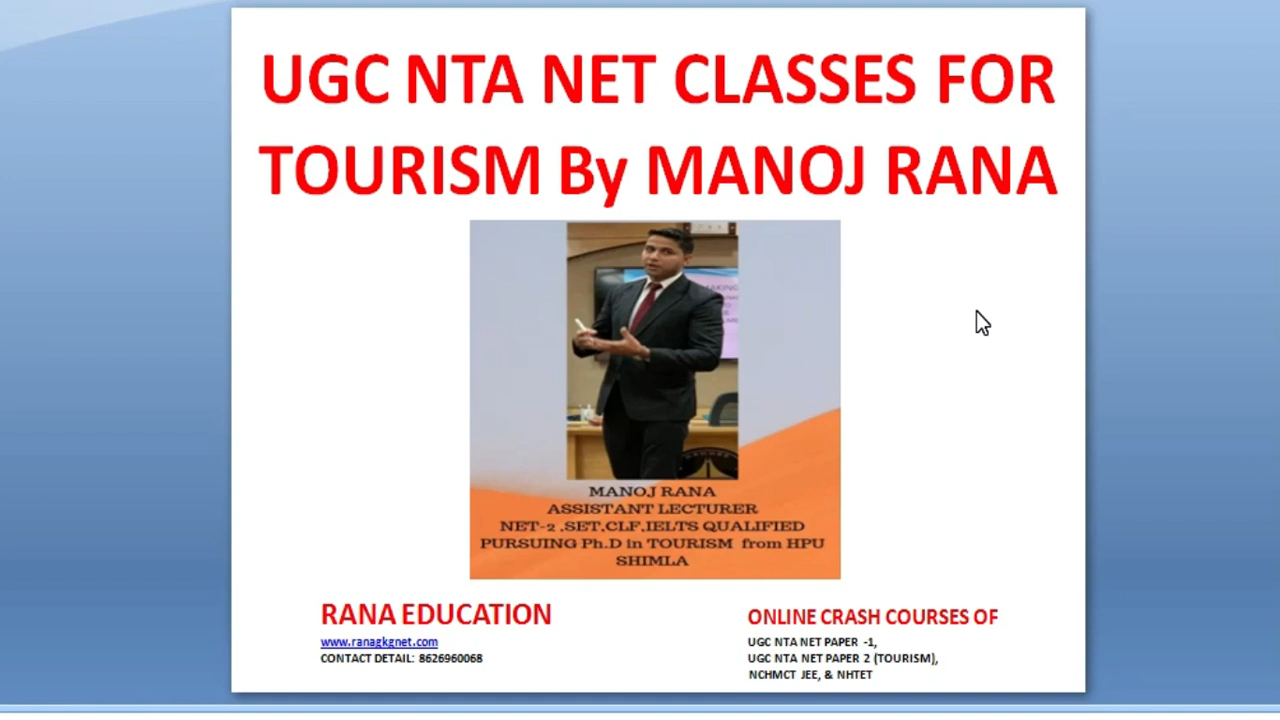 UGC NTA NET CLASSES FOR
TOURISM By MANOJ RANA
MANOJ RANA
ASSISTANT LECTURER
NET-2 ,SET,CLF,IELTS QUALIFIED
PURSUING Ph.D in TOURISM from HPU
SHIMLA
RANA EDUCATION
www.ranagkgnet.com
CONTACT DETAIL: 8626960068
ONLINE CRASH COURSES OF
UGC NTA NET PAPER -1,
UGC NTA NET PAPER 2 (TOURISM),
NCHMCT JEE, & NHTET